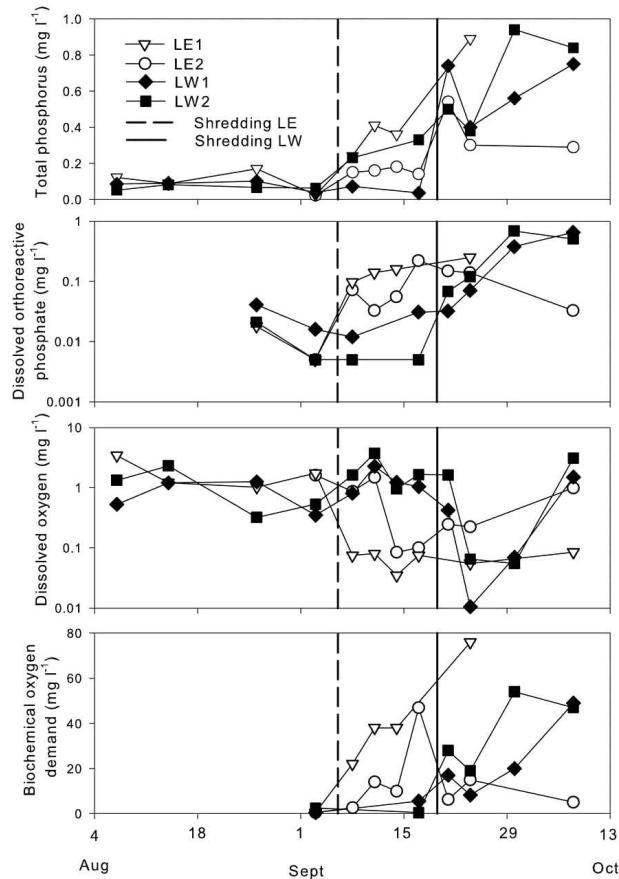 Total phosphorus (mg l-1)
1.0
0.8
0.6
0.4
0.2
0.0
LE1
LE2
LW1
LW2
Shredding LE
Shredding LW
Dissolved orthoreactive
phosphate (mg l-1)
1
0.1
0.01
0.001
Dissolved oxygen (mg l-1)
10
1
0.1
0.01
Biochemical oxygen
demand (mg l-1)
80
60
40
20
0
4 18 1 15 29 13
Aug Sept Oct